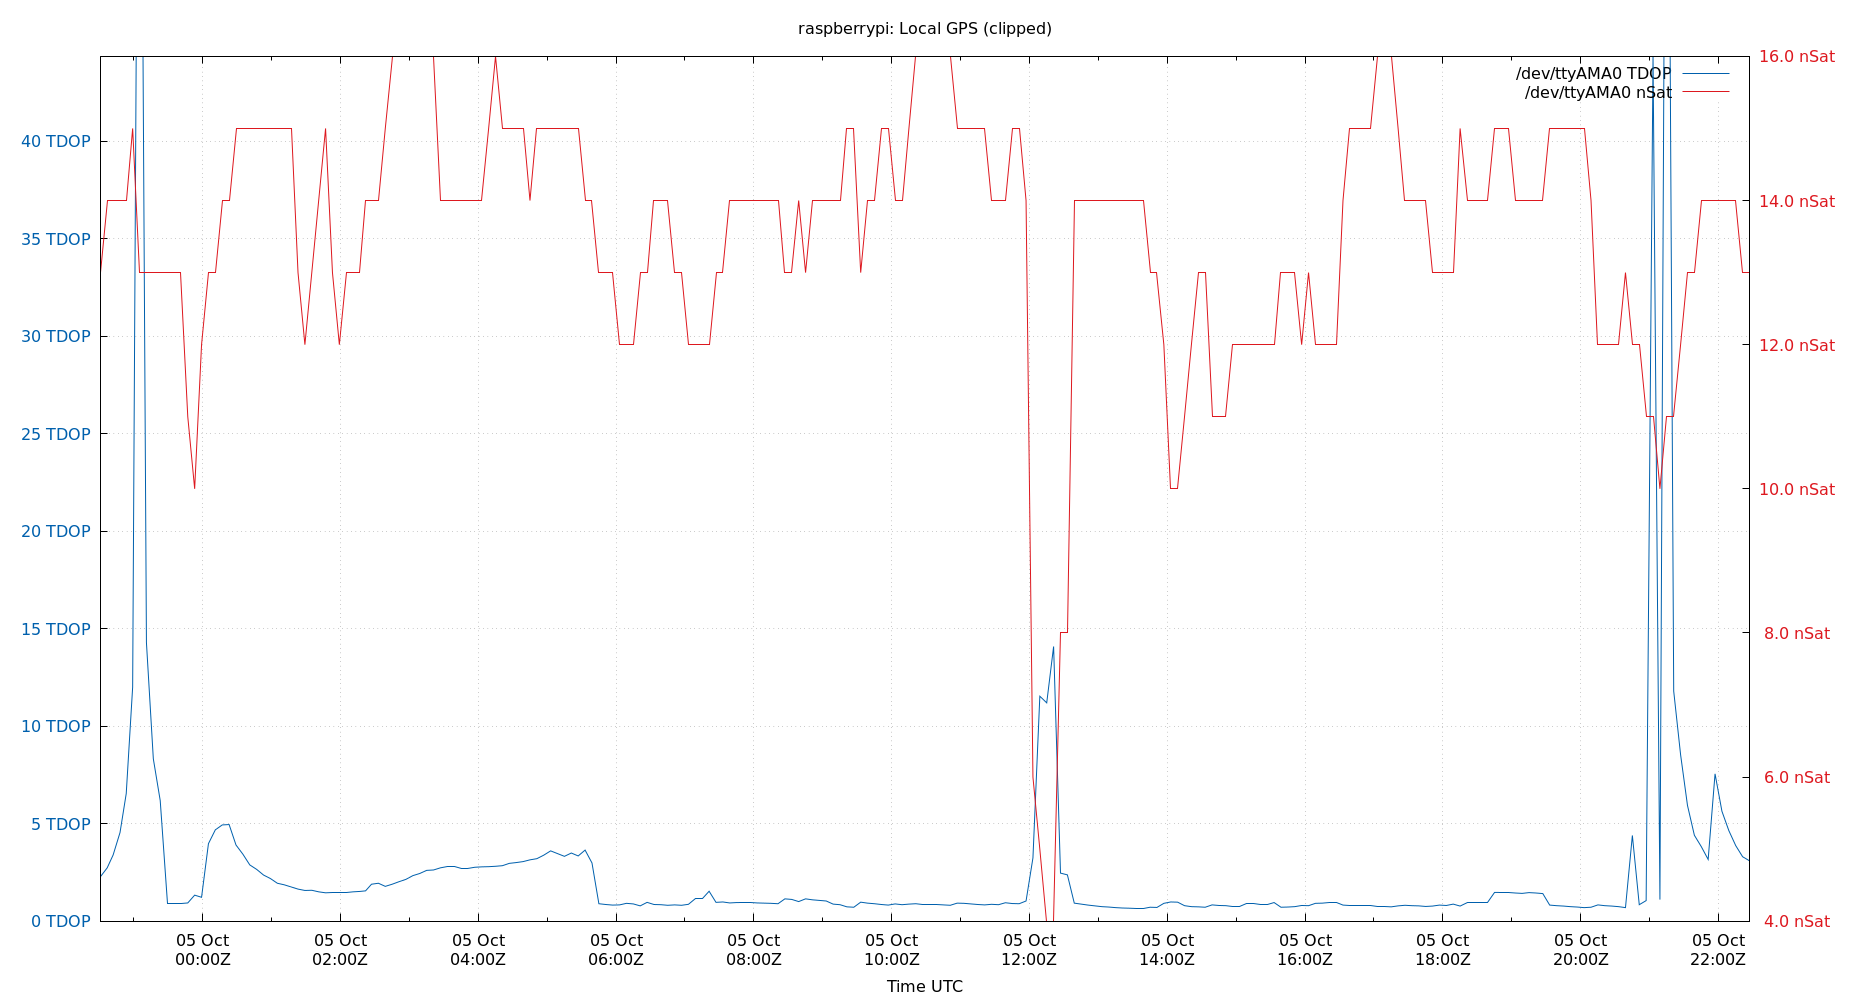 raspberrypi: Local GPS (clipped)
16.0 nSat
/dev/ttyAMA0 TDOP
/dev/ttyAMA0 nSat
40 TDOP
14.0 nSat
35 TDOP
30 TDOP
12.0 nSat
25 TDOP
10.0 nSat
20 TDOP
15 TDOP
8.0 nSat
10 TDOP
6.0 nSat
5 TDOP
0 TDOP
4.0 nSat
05 Oct 05 Oct 05 Oct 05 Oct 05 Oct 05 Oct 05 Oct 05 Oct 05 Oct 05 Oct 05 Oct 05 Oct
00:00Z 02:00Z 04:00Z 06:00Z 08:00Z 10:00Z 12:00Z 14:00Z 16:00Z 18:00Z 20:00Z 22:00Z
Time UTC